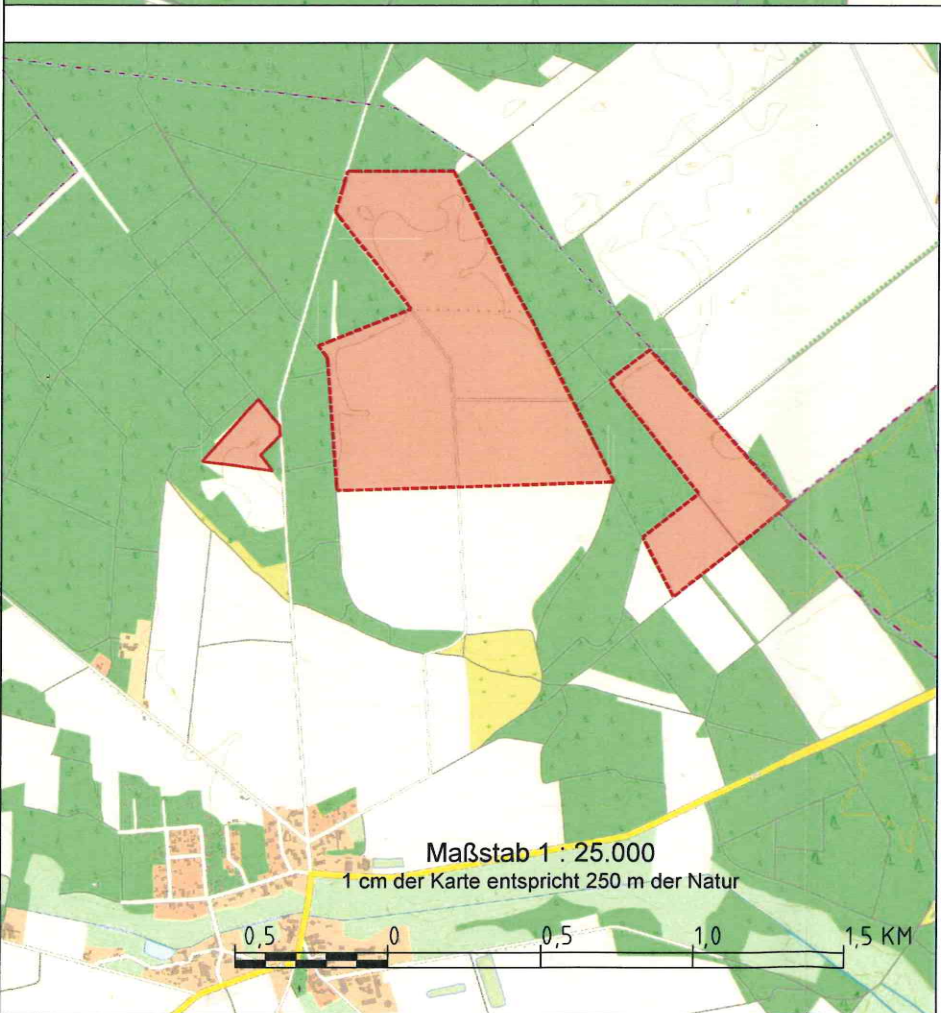 Maßstab 1 : 25.000
1 cm der Karte entspricht 250 m der Natur
0,5 0 0,5 1,0 1,5 KM